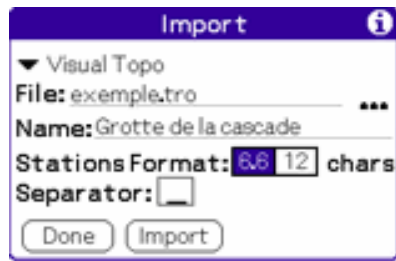 Import
Visual Topo
File: exemple.tro ...
Name: Grotte de la cascade
Stations Format: 6.6 12 chars
Separator: _
Done Import